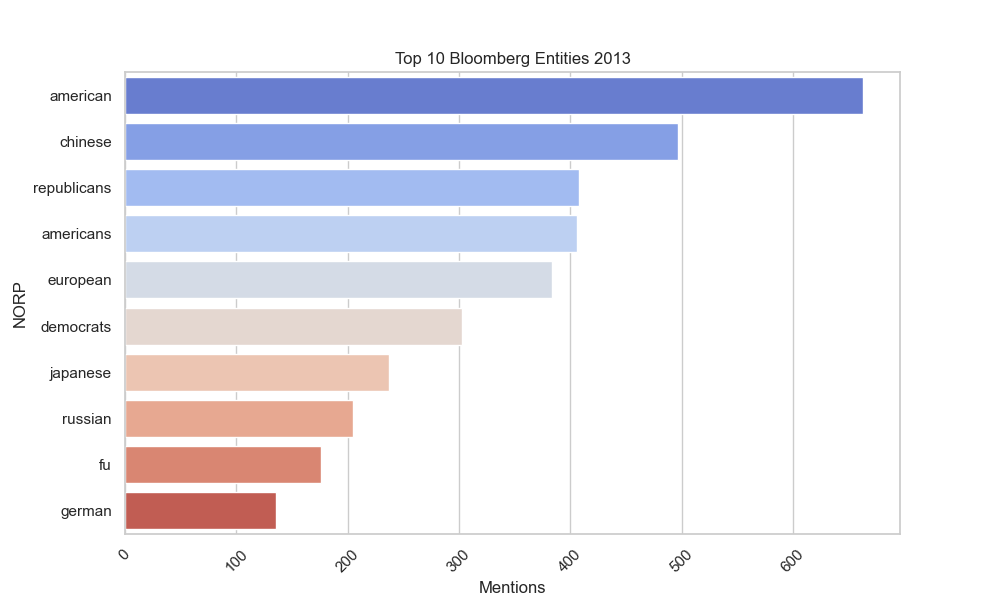 Top 10 Bloomberg Entities 2013
american
chinese
republicans
americans
european
democrats
japanese
russian
fu
german
NORP
0 100 200 300 400 500 600
Mentions